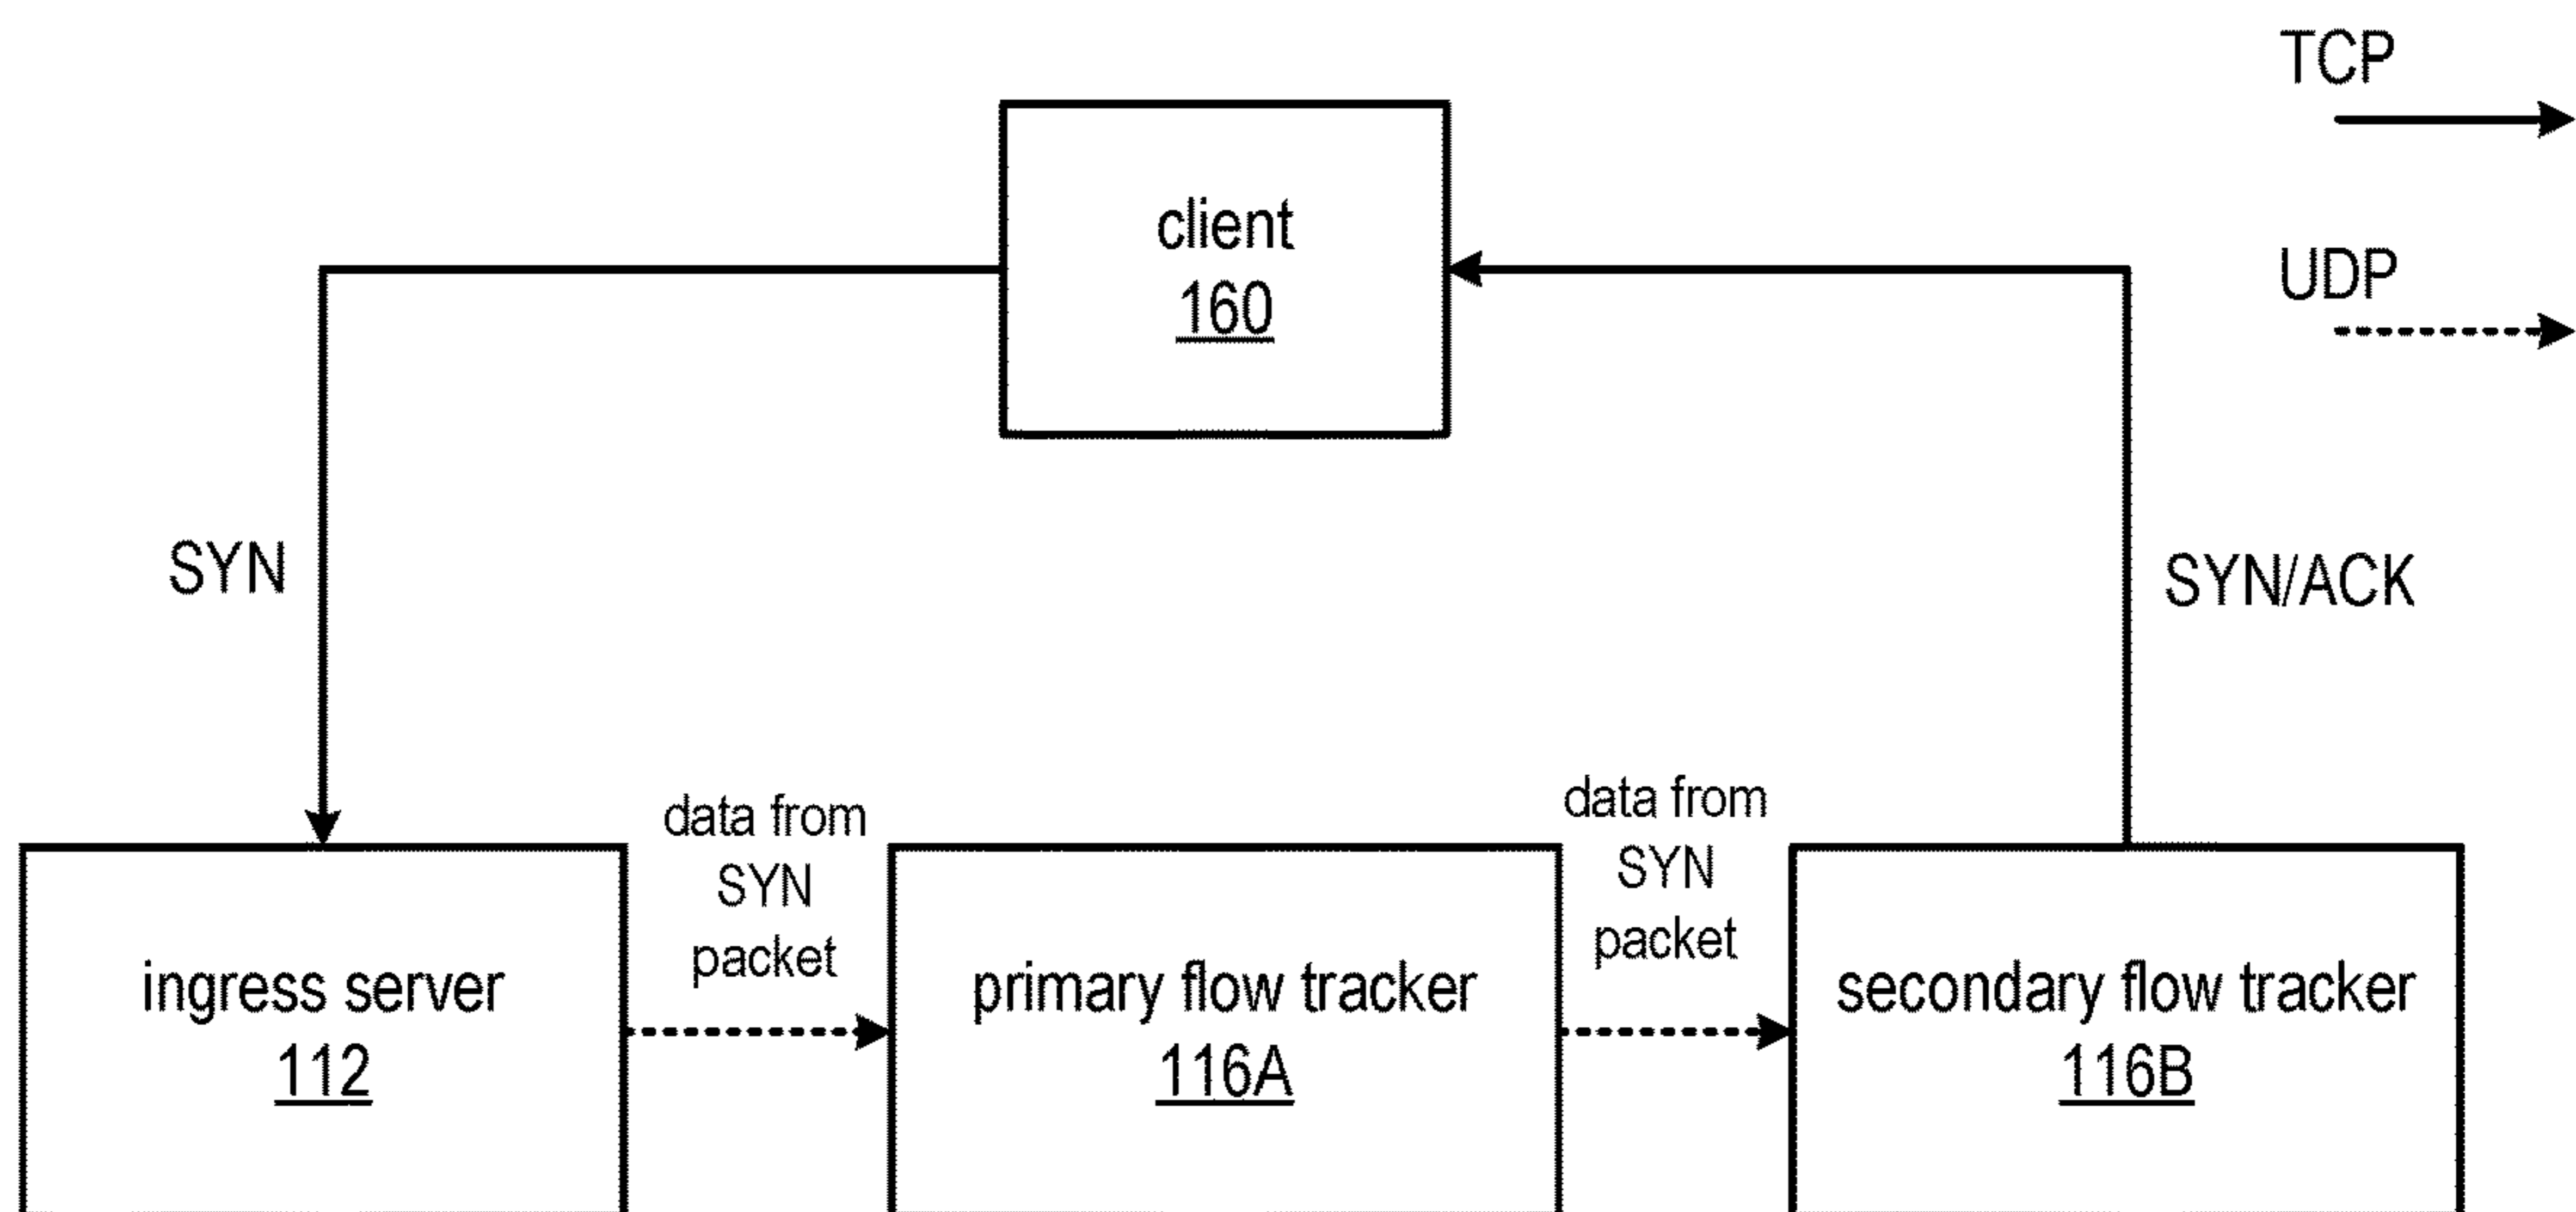 TCP
client
160
UDP
SYN
SYN/ACK
data from
SYN
packet
data from
SYN
packet
ingress server
112
primary flow tracker
116A
secondary flow tracker
116B